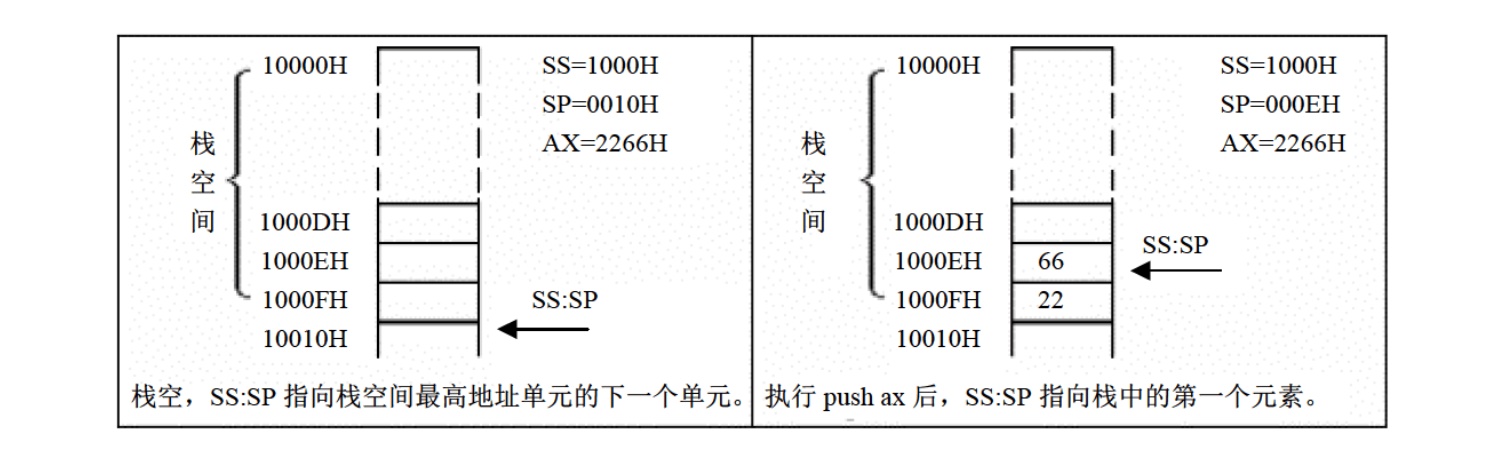 10000H
SS=1000H
SP=0010H
AX=2266H
栈空间
1000DH
1000EH
1000FH
10010H
SS:SP
栈空，SS:SP 指向栈空间最高地址单元的下一个单元。
10000H
SS=1000H
SP=000EH
AX=2266H
栈空间
1000DH
1000EH 66
1000FH 22
10010H
SS:SP
执行 push ax 后，SS:SP 指向栈中的第一个元素。